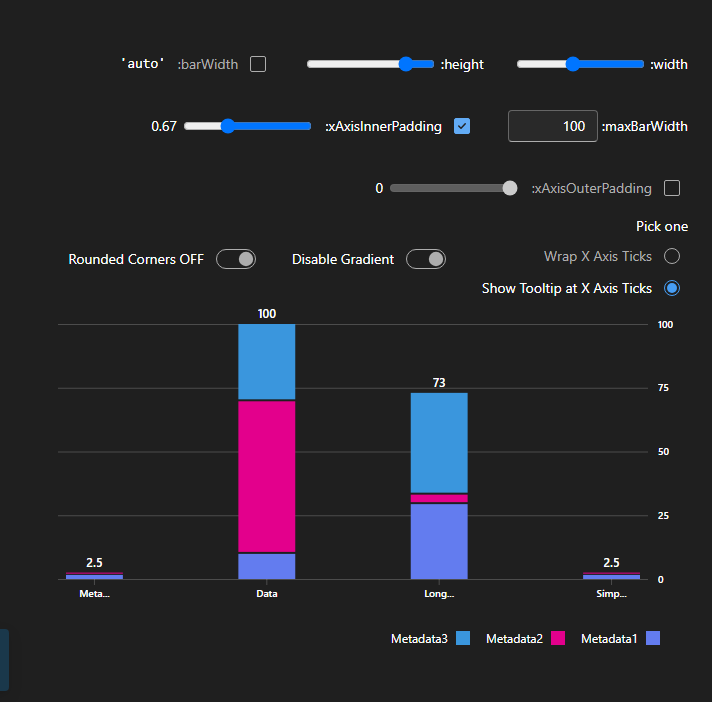 width:
height:
barWidth: 'auto'
maxBarWidth: 100
xAxisInnerPadding: 0.67
xAxisOuterPadding: 0
Pick one
Wrap X Axis Ticks
Show Tooltip at X Axis Ticks
Disable Gradient
Rounded Corners OFF
100
75
50
25
0
2.5
100
73
2.5
Meta...
Data
Long...
Simp...
Metadata1
Metadata2
Metadata3